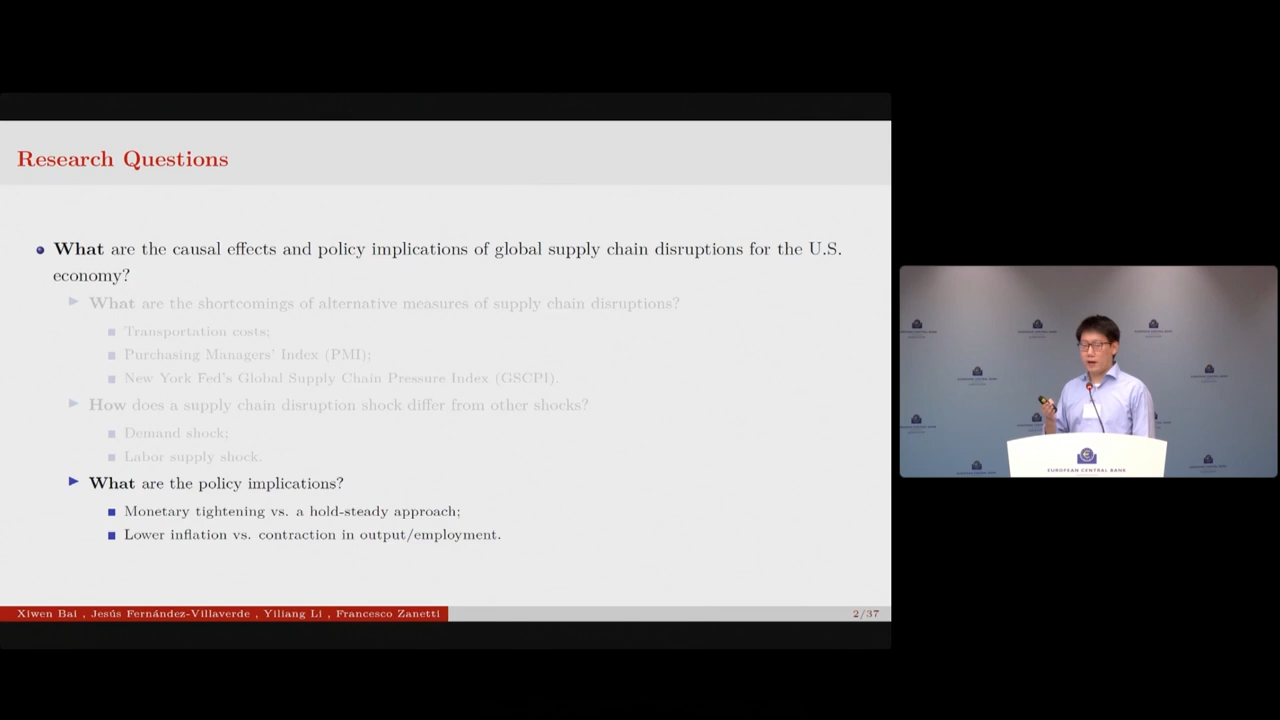 Research Questions
What are the causal effects and policy implications of global supply chain disruptions for the U.S.
economy?
What are the shortcomings of alternative measures of supply chain disruptions?
Transportation costs;
Purchasing Managers' Index (PMI);
New York Fed's Global Supply Chain Pressure Index (GSCPI).
How does a supply chain disruption shock differ from other shocks?
Demand shock;
Labor supply shock.
What are the policy implications?
Monetary tightening vs. a hold-steady approach;
Lower inflation vs. contraction in output/employment.
Xiwen Bai , Jesús Fernández-Villaverde , Yiliang Li , Francesco Zanetti
2/37
EUROPEAN CENTRAL BANK